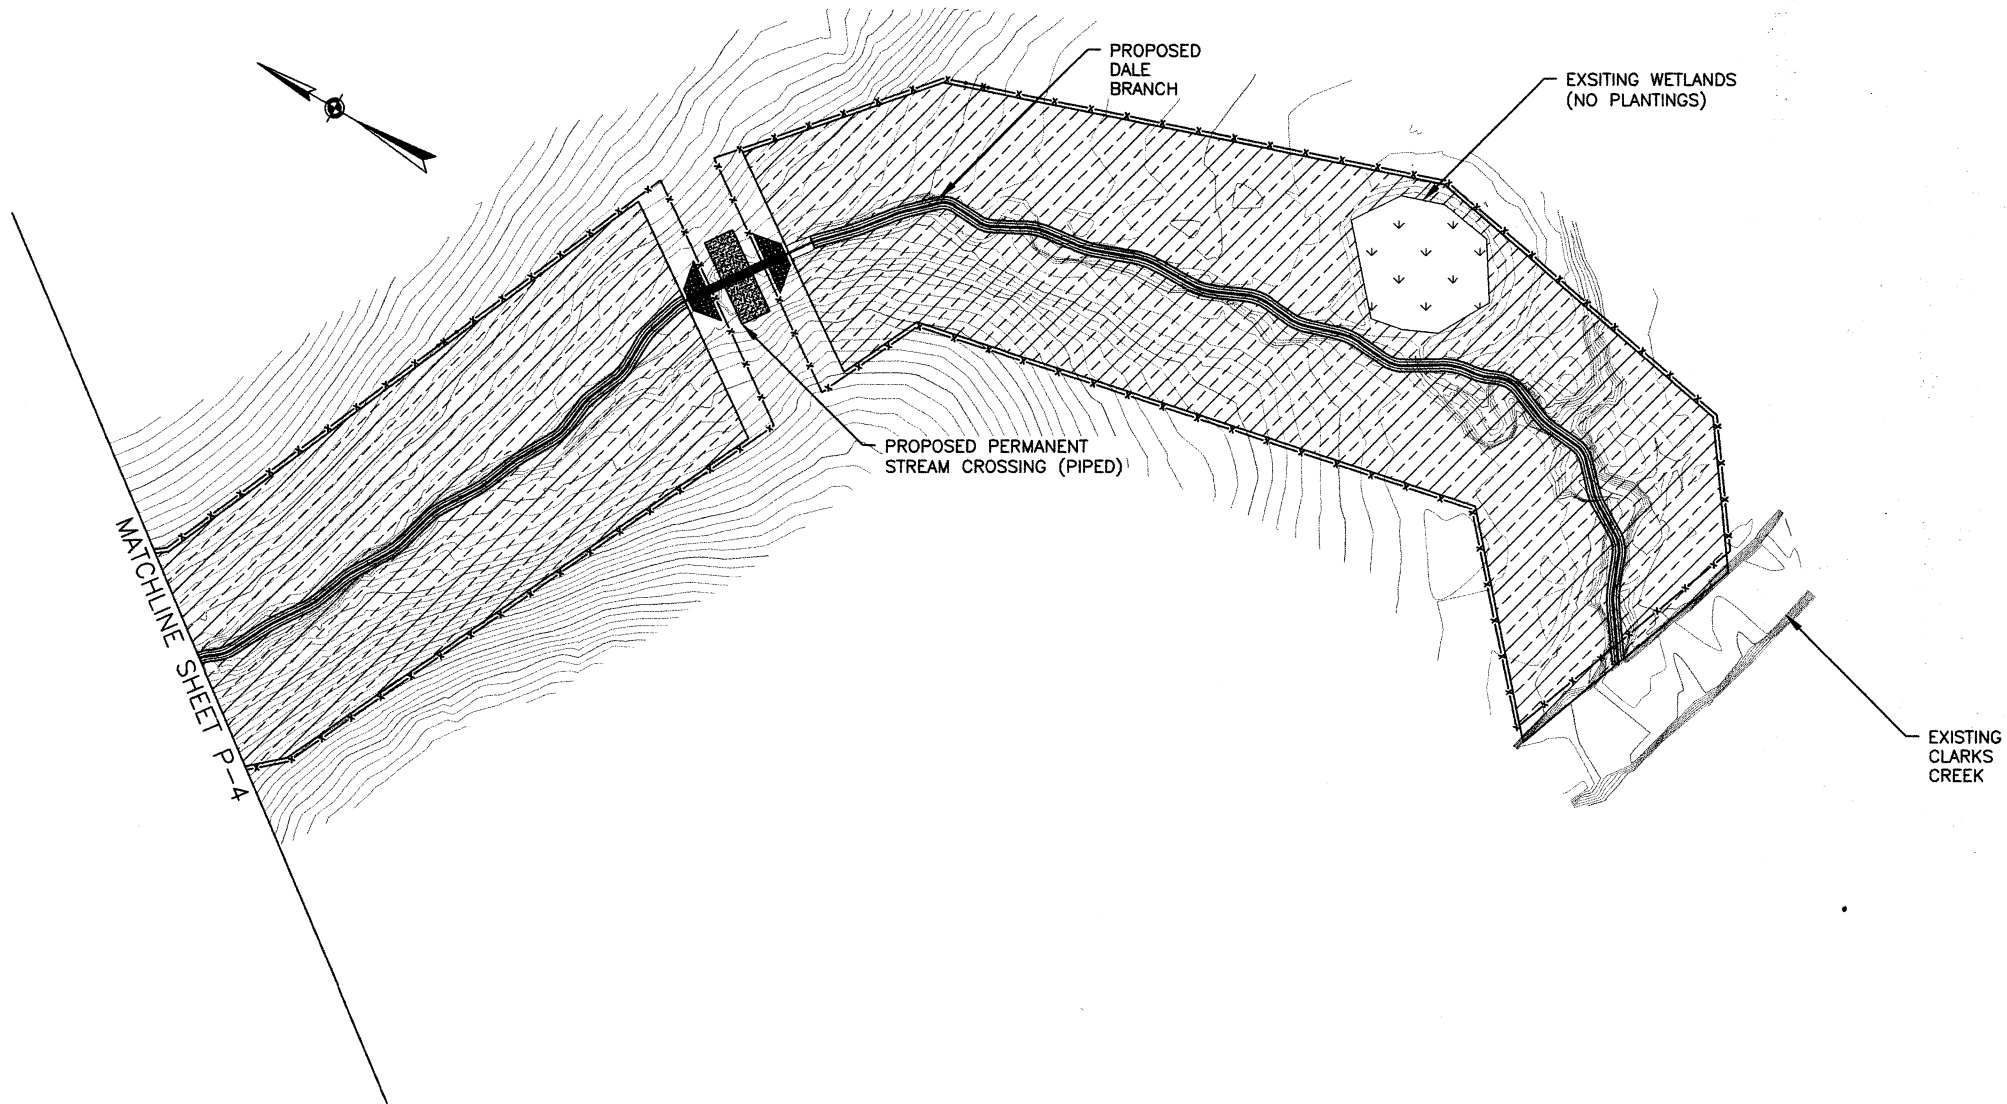 PROPOSED
DALE
BRANCH
EXSITING WETLANDS
(NO PLANTINGS)
PROPOSED PERMANENT
STREAM CROSSING (PIPED)
MATCHLINE SHEET P-4
EXISTING
CLARKS
CREEK